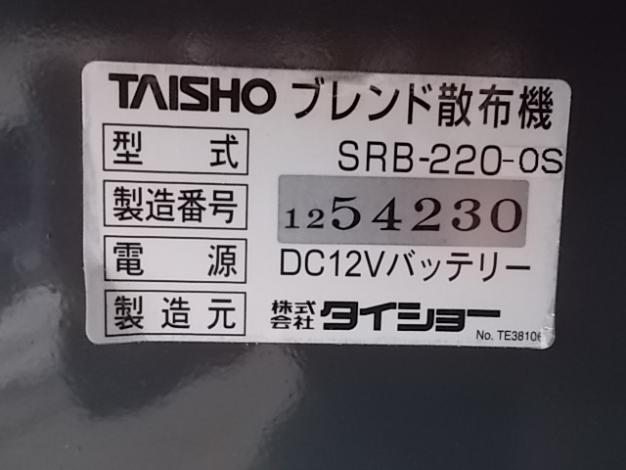 TAISHO ブレンド散布機
型式 SRB-220-OS
製造番号 1254230
電源 DC12Vバッテリー
製造元 株式会社タイショー
No. TE38106